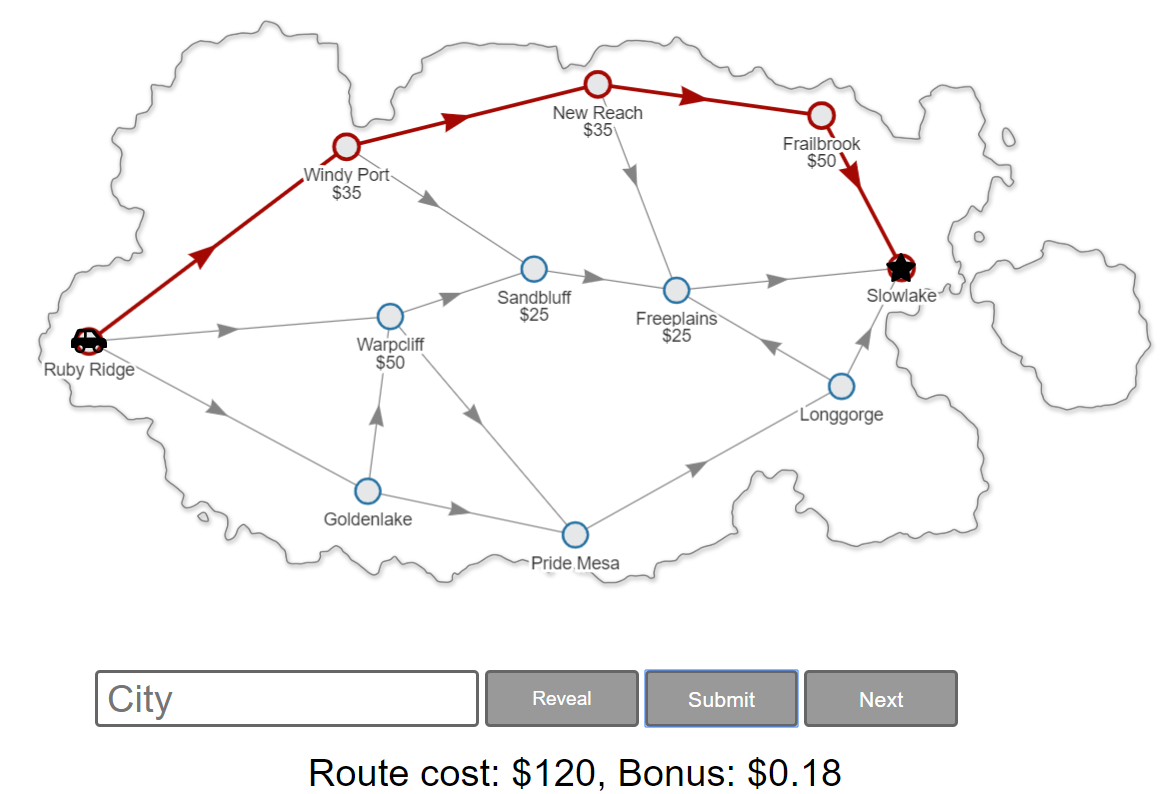 New Reach
$35
Frailbrook
$50
Windy Port
$35
Sandbluff
$25
Slowlake
Freeplains
$25
Warpcliff
$50
Ruby Ridge
Longgorge
Goldenlake
Pride Mesa
City
Reveal
Submit
Next
Route cost: $120, Bonus: $0.18